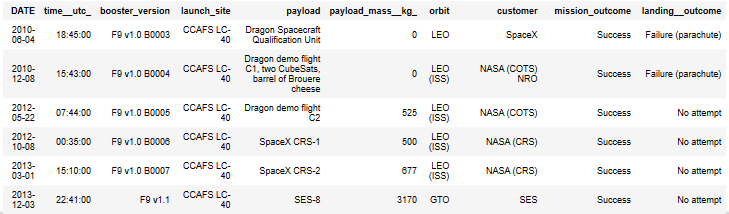 DATE time__utc_ booster_version launch_site payload payload_mass__kg_ orbit customer mission_outcome landing__outcome
2010-06-04 18:45:00 F9 v1.0 B0003 CCAFS LC-40 Dragon Spacecraft Qualification Unit 0 LEO SpaceX Success Failure (parachute)
2010-12-08 15:43:00 F9 v1.0 B0004 CCAFS LC-40 Dragon demo flight C1, two CubeSats, barrel of Brouere cheese 0 LEO (ISS) NASA (COTS) NRO Success Failure (parachute)
2012-05-22 07:44:00 F9 v1.0 B0005 CCAFS LC-40 Dragon demo flight C2 525 LEO (ISS) NASA (COTS) Success No attempt
2012-10-08 00:35:00 F9 v1.0 B0006 CCAFS LC-40 SpaceX CRS-1 500 LEO (ISS) NASA (CRS) Success No attempt
2013-03-01 15:10:00 F9 v1.0 B0007 CCAFS LC-40 SpaceX CRS-2 677 LEO (ISS) NASA (CRS) Success No attempt
2013-12-03 22:41:00 F9 v1.1 CCAFS LC-40 SES-8 3170 GTO SES Success No attempt